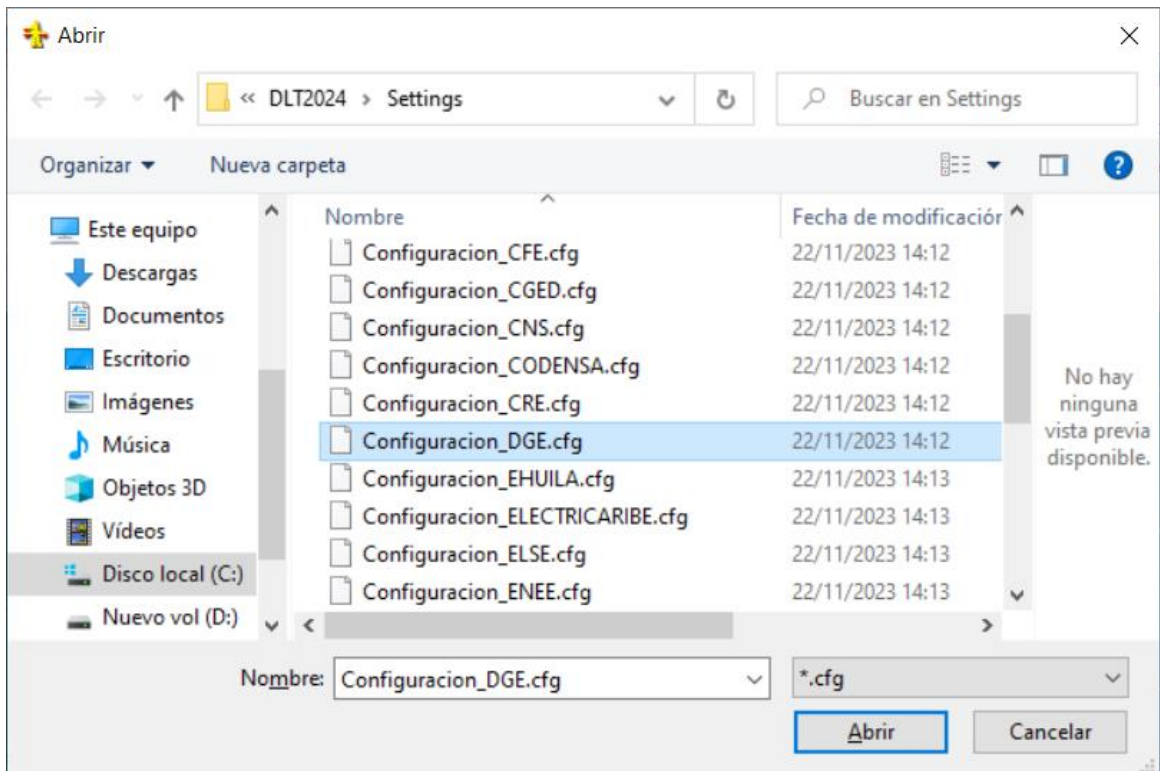 Abrir
« DLT2024 › Settings
Buscar en Settings
Organizar
Nueva carpeta
Este equipo
Descargas
Documentos
Escritorio
Imágenes
Música
Objetos 3D
Vídeos
Disco local (C:)
Nuevo vol (D:)
Nombre Fecha de modificación
Configuracion_CFE.cfg 22/11/2023 14:12
Configuracion_CGED.cfg 22/11/2023 14:12
Configuracion_CNS.cfg 22/11/2023 14:12
Configuracion_CODENSA.cfg 22/11/2023 14:12
Configuracion_CRE.cfg 22/11/2023 14:12
Configuracion_DGE.cfg 22/11/2023 14:12
Configuracion_EHUILA.cfg 22/11/2023 14:13
Configuracion_ELECTRICARIBE.cfg 22/11/2023 14:13
Configuracion_ELSE.cfg 22/11/2023 14:13
Configuracion_ENEE.cfg 22/11/2023 14:13
No hay
ninguna
vista previa
disponible.
Nombre: Configuracion_DGE.cfg
*.cfg
Abrir
Cancelar